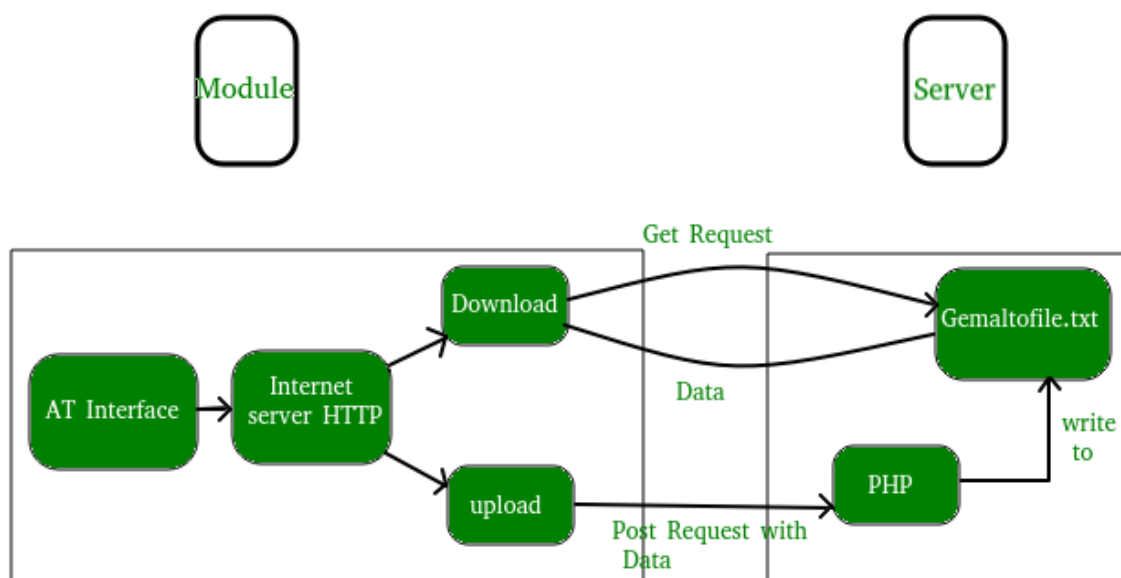 Module
Server
Get Request
Download
Gemaltofile.txt
Internet
server HTTP
AT Interface
Data
write
to
PHP
upload
Post Request with
Data